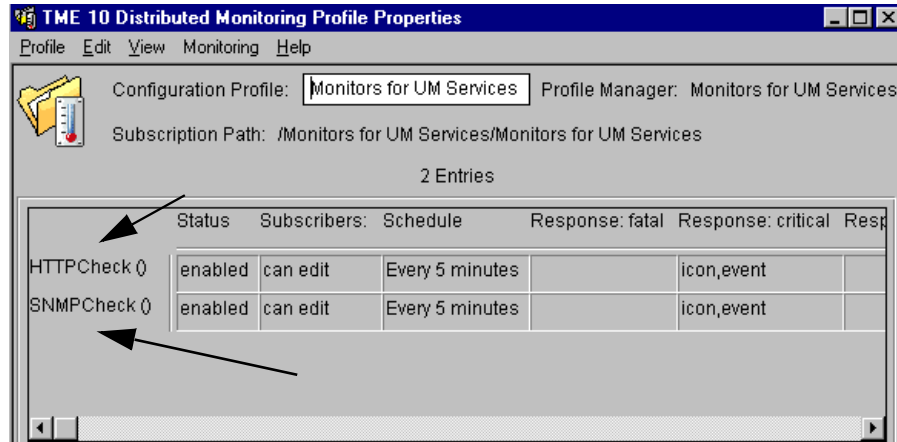 TME 10 Distributed Monitoring Profile Properties
Profile Edit View Monitoring Help
Configuration Profile: Monitors for UM Services Profile Manager: Monitors for UM Services
Subscription Path: /Monitors for UM Services/Monitors for UM Services
2 Entries
Status Subscribers: Schedule Response: fatal Response: critical Resp
HTTPCheck () enabled can edit Every 5 minutes icon,event
SNMPCheck () enabled can edit Every 5 minutes icon,event